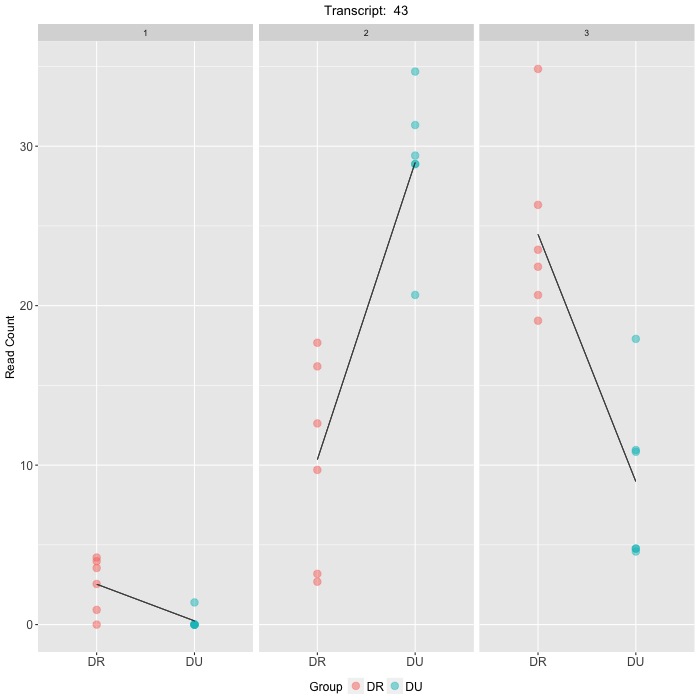 Transcript:  43
1 2 3
30
20
10
0
Read Count
DR DU DR DU DR DU
Group DR DU